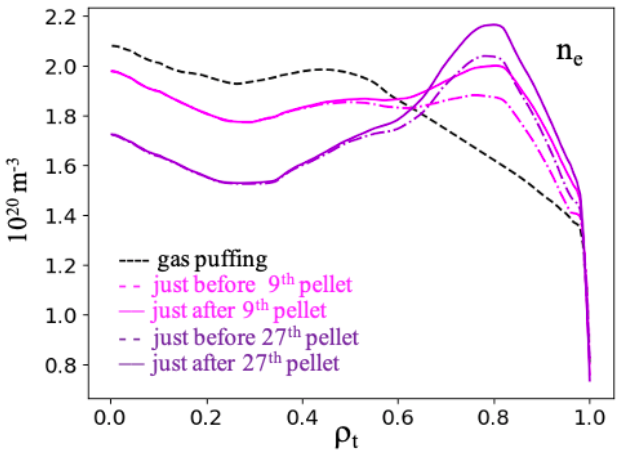 2.2
2.0
1.8
1.6
1.4
1.2
1.0
0.8
10²⁰ m⁻³
nₑ
gas puffing
just before 9th pellet
just after 9th pellet
just before 27th pellet
just after 27th pellet
0.0 0.2 0.4 0.6 0.8 1.0
ρₜ